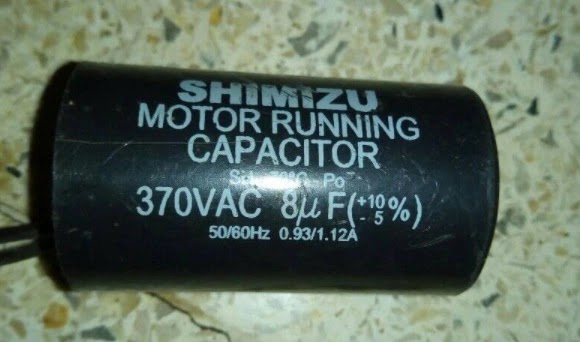 SHIMIZU
MOTOR RUNNING
CAPACITOR
370VAC 8μF(+10 - 5%)
50/60Hz 0.93/1.12A